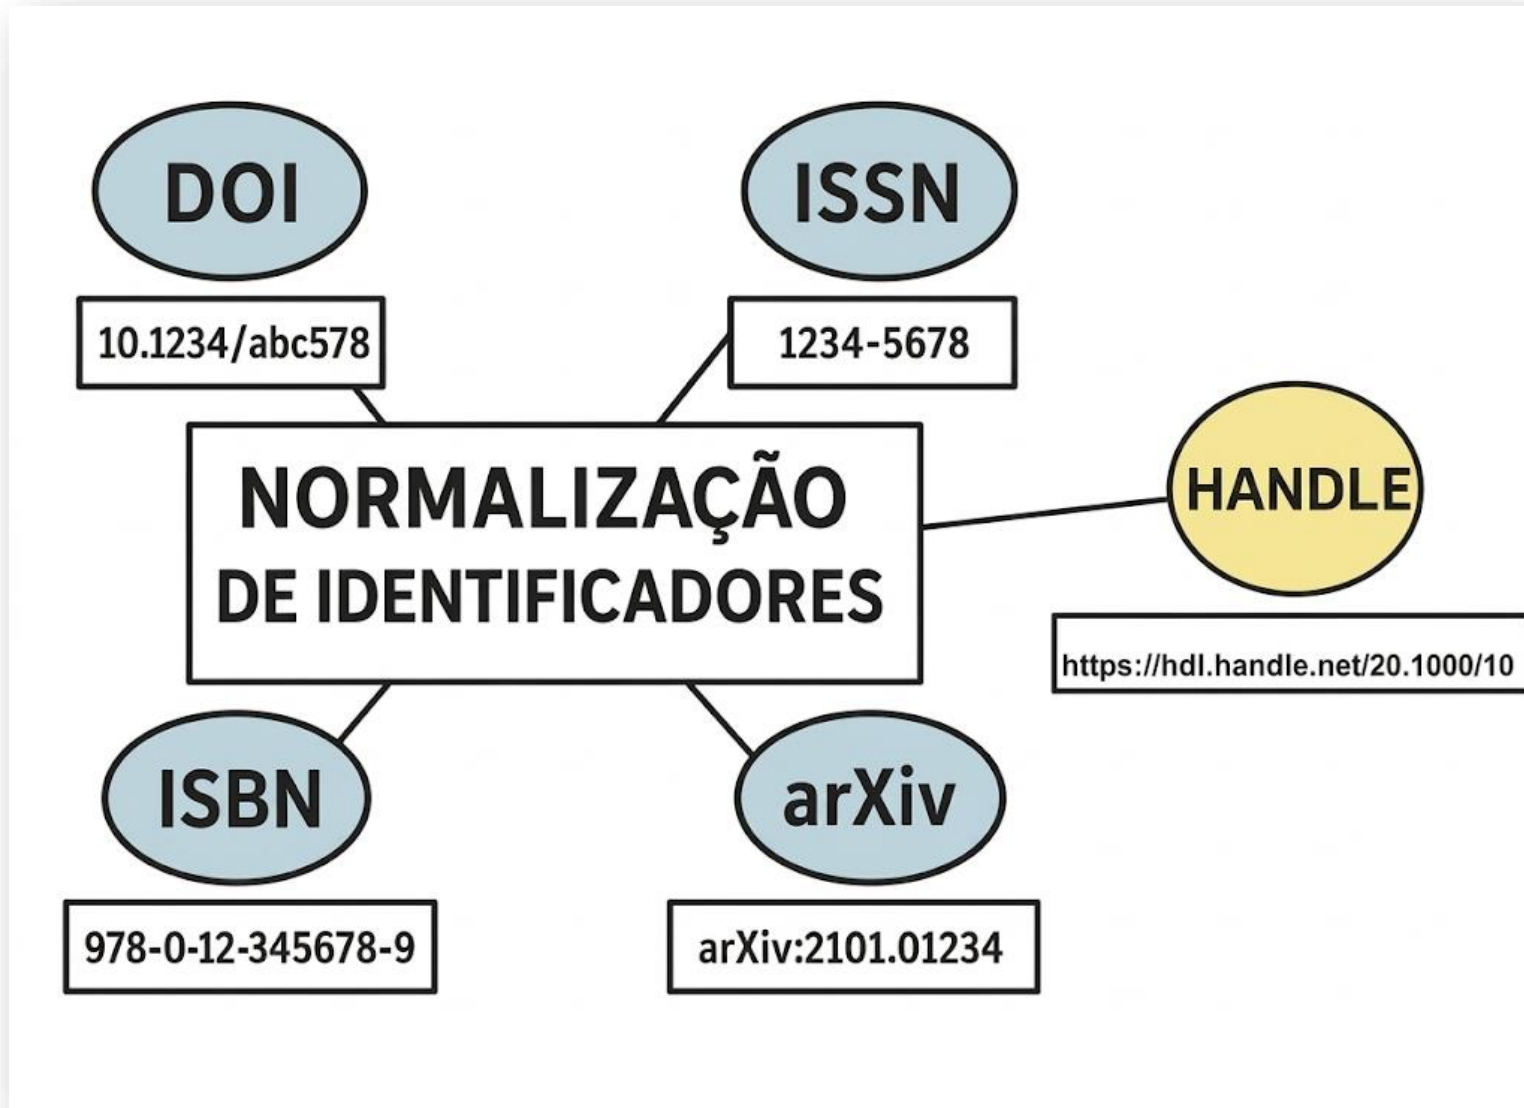 DOI
10.1234/abc578
ISSN
1234-5678
NORMALIZAÇÃO
DE IDENTIFICADORES
HANDLE
https://hdl.handle.net/20.1000/10
ISBN
978-0-12-345678-9
arXiv
arXiv:2101.01234